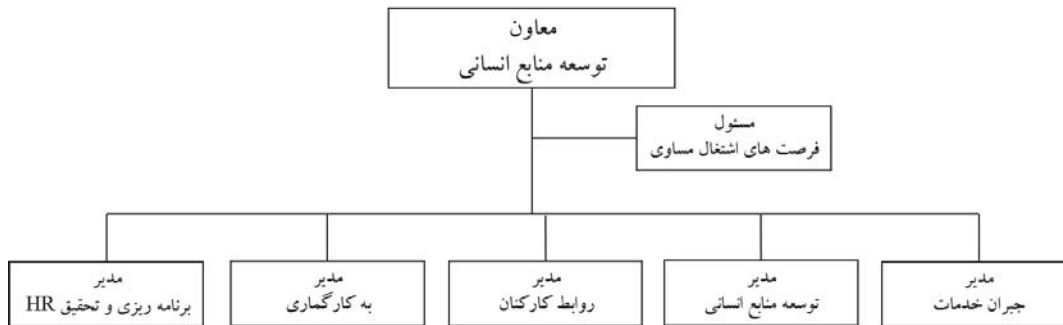 معاون
توسعه منابع انسانی
مسئول
فرصت های اشتغال مساوی
مدیر
جبران خدمات
مدیر
توسعه منابع انسانی
مدیر
روابط کارکنان
مدیر
به کارگماری
مدیر
برنامه ریزی و تحقیق HR